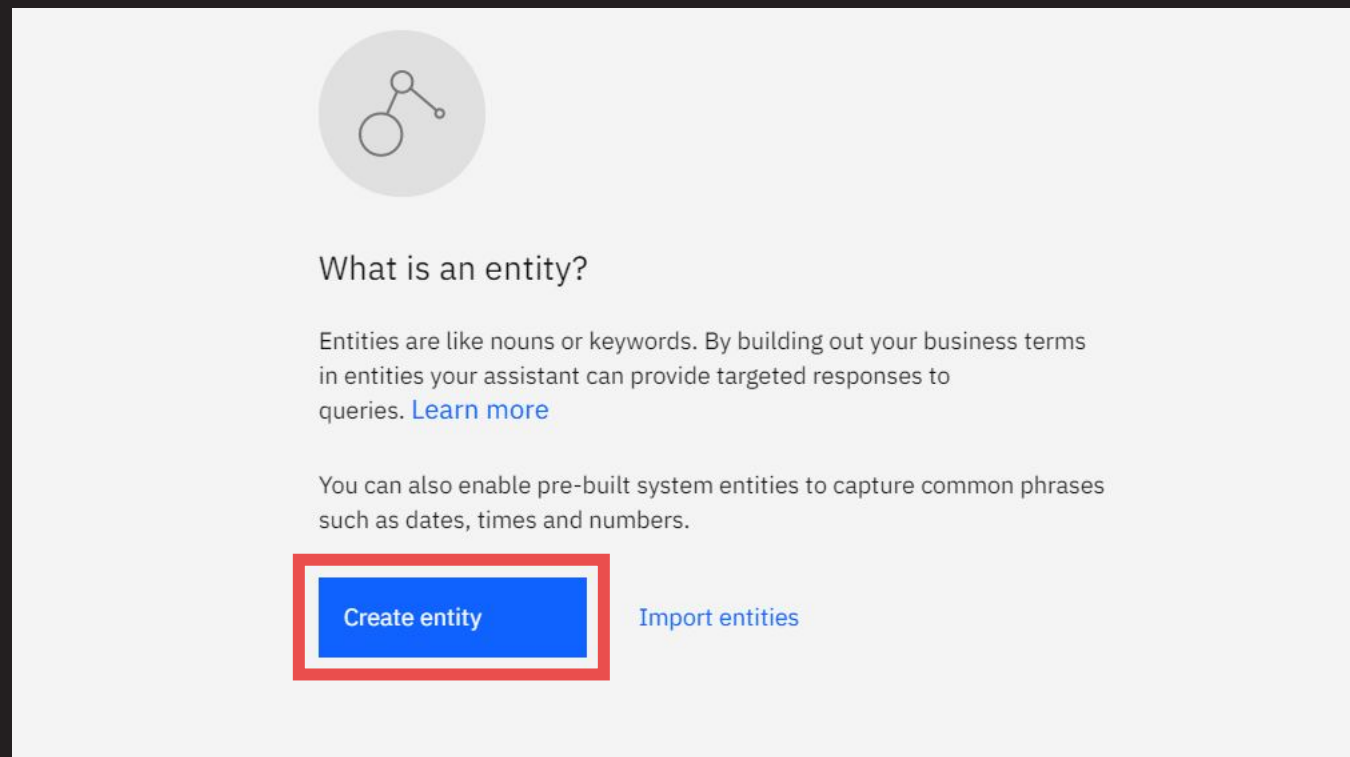 What is an entity?
Entities are like nouns or keywords. By building out your business terms
in entities your assistant can provide targeted responses to
queries. Learn more
You can also enable pre-built system entities to capture common phrases
such as dates, times and numbers.
Create entity
Import entities